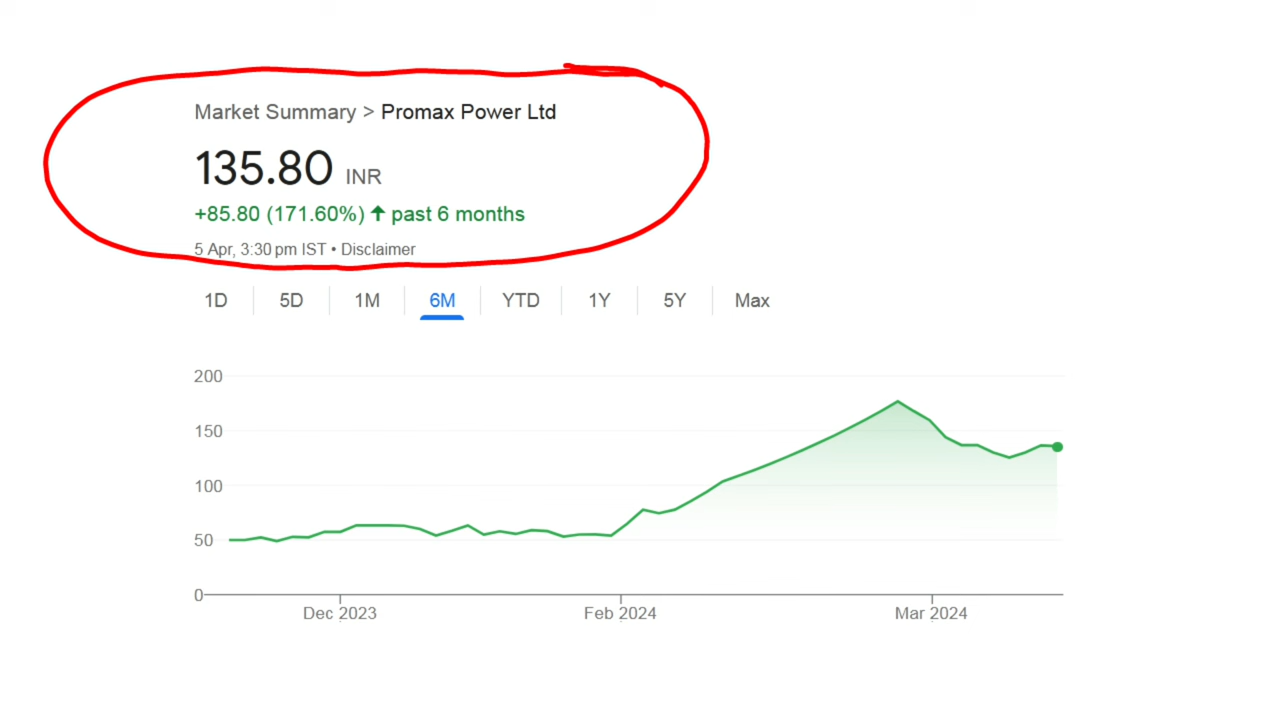 Market Summary > Promax Power Ltd
135.80 INR
+85.80 (171.60%) ↑ past 6 months
5 Apr, 3:30 pm IST • Disclaimer
1D 5D 1M 6M YTD 1Y 5Y Max
200
150
100
50
0
Dec 2023 Feb 2024 Mar 2024